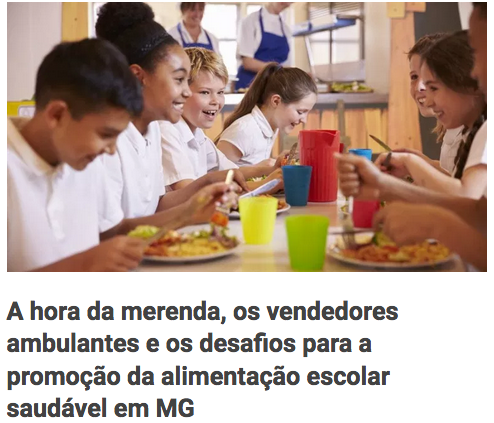 A hora da merenda, os vendedores
ambulantes e os desafios para a
promoção da alimentação escolar
saudável em MG